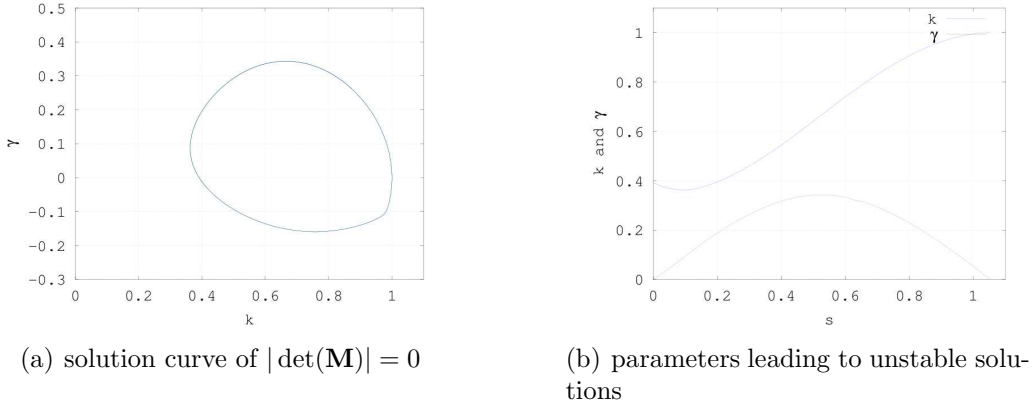 0.5
0.4
0.3
0.2
0.1
0
-0.1
-0.2
-0.3
γ
0 0.2 0.4 0.6 0.8 1
k
(a) solution curve of | det(M)| = 0
k
γ
1
0.8
0.6
0.4
0.2
0
k and γ
0 0.2 0.4 0.6 0.8 1
s
(b) parameters leading to unstable solu-
tions